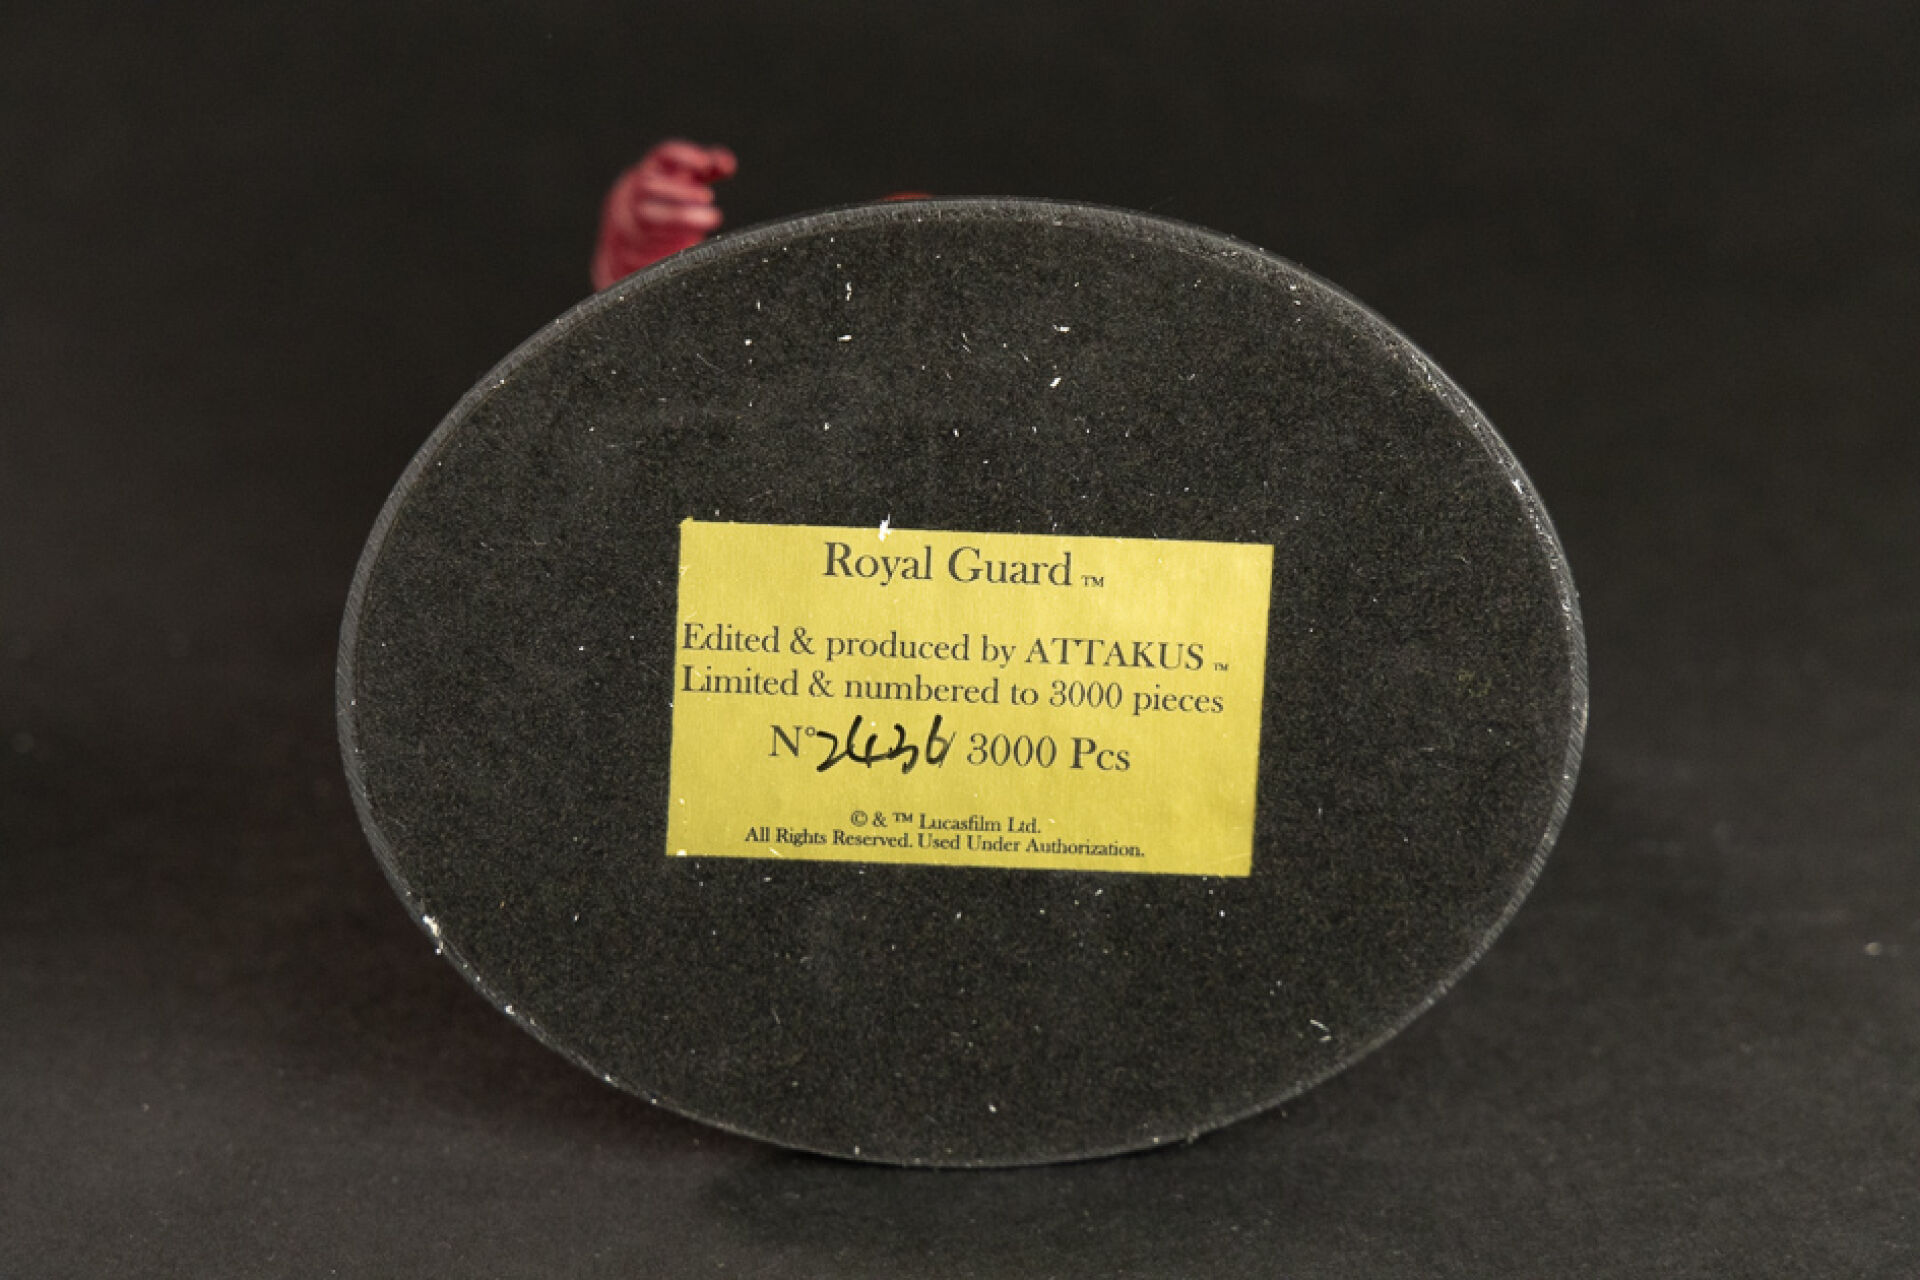 Royal Guard ™
Edited & produced by ATTAKUS ™
Limited & numbered to 3000 pieces
N° 2436/ 3000 Pcs
© & ™ Lucasfilm Ltd.
All Rights Reserved. Used Under Authorization.